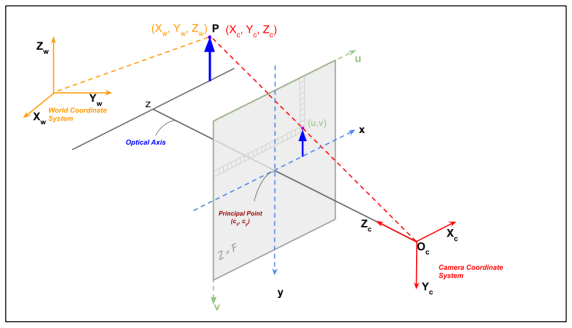 (Xw, Yw, Zw) P (Xc, Yc, Zc)
Zw
Yw
Xw
World Coordinate
System
u
Z
(u,v)
x
Optical Axis
Principal Point
(cx, cy)
Z = F
Zc
Xc
Oc
Yc
Camera Coordinate
System
y
v